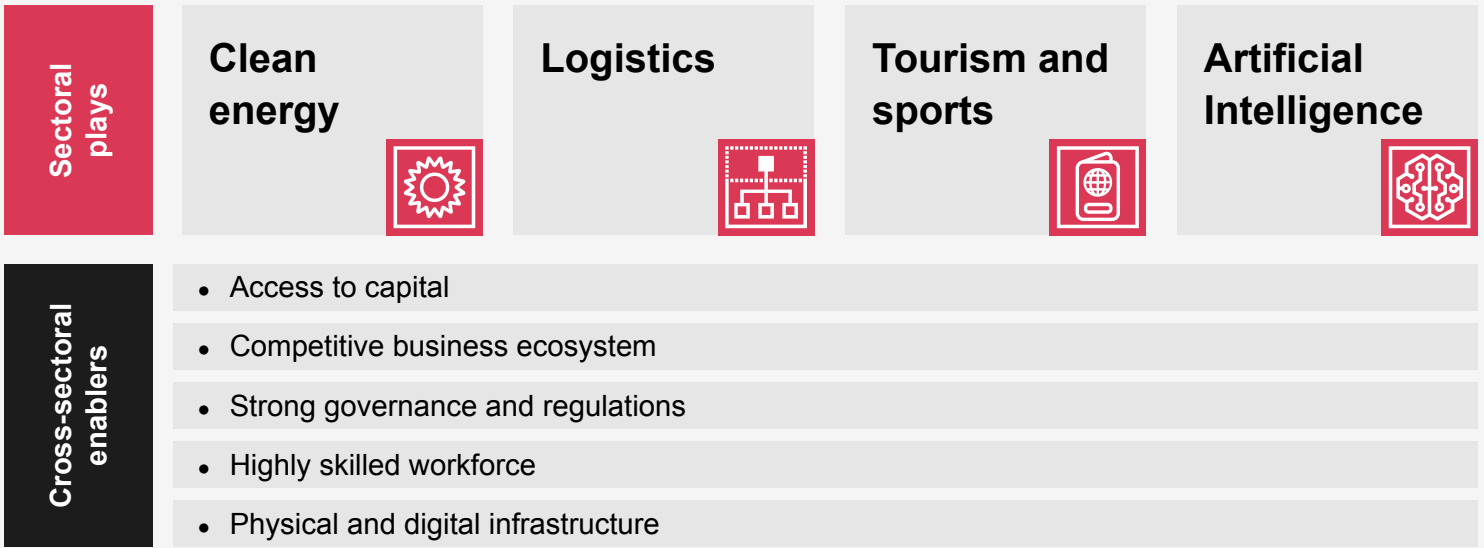 Sectoral
plays
Clean
energy
Logistics
Tourism and
sports
Artificial
Intelligence
Cross-sectoral
enablers
• Access to capital
• Competitive business ecosystem
• Strong governance and regulations
• Highly skilled workforce
• Physical and digital infrastructure